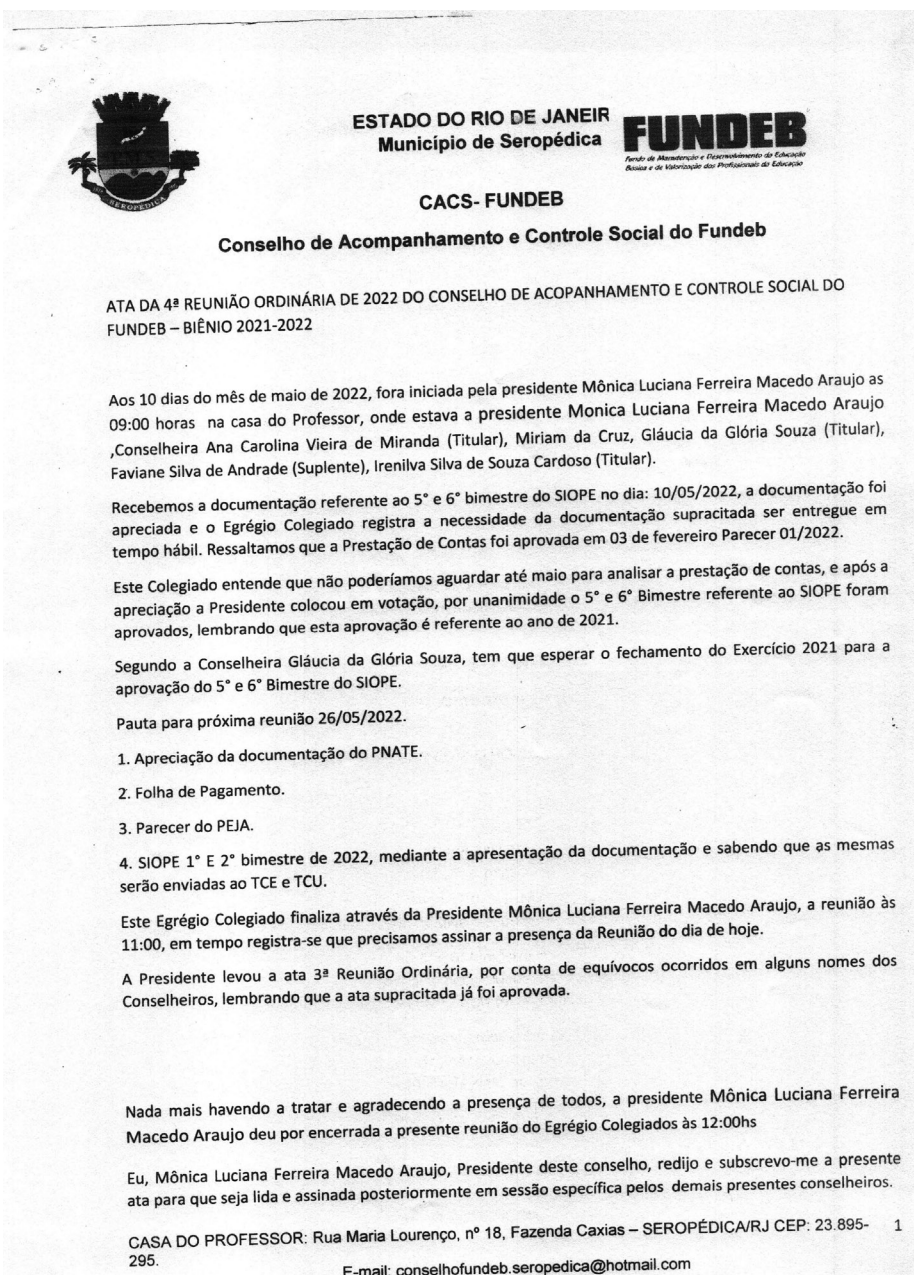 ESTADO DO RIO DE JANEIR
Município de Seropédica
FUNDEB
Fundo de Manutenção e Desenvolvimento da Educação
Básica e de Valorização dos Profissionais da Educação
SEROPÉDICA
CACS- FUNDEB
Conselho de Acompanhamento e Controle Social do Fundeb
ATA DA 4ª REUNIÃO ORDINÁRIA DE 2022 DO CONSELHO DE ACOPANHAMENTO E CONTROLE SOCIAL DO
FUNDEB – BIÊNIO 2021-2022
Aos 10 dias do mês de maio de 2022, fora iniciada pela presidente Mônica Luciana Ferreira Macedo Araujo as
09:00 horas na casa do Professor, onde estava a presidente Monica Luciana Ferreira Macedo Araujo
,Conselheira Ana Carolina Vieira de Miranda (Titular), Miriam da Cruz, Gláucia da Glória Souza (Titular),
Faviane Silva de Andrade (Suplente), Irenilva Silva de Souza Cardoso (Titular).
Recebemos a documentação referente ao 5° e 6° bimestre do SIOPE no dia: 10/05/2022, a documentação foi
apreciada e o Egrégio Colegiado registra a necessidade da documentação supracitada ser entregue em
tempo hábil. Ressaltamos que a Prestação de Contas foi aprovada em 03 de fevereiro Parecer 01/2022.
Este Colegiado entende que não poderíamos aguardar até maio para analisar a prestação de contas, e após a
apreciação a Presidente colocou em votação, por unanimidade o 5° e 6° Bimestre referente ao SIOPE foram
aprovados, lembrando que esta aprovação é referente ao ano de 2021.
Segundo a Conselheira Gláucia da Glória Souza, tem que esperar o fechamento do Exercício 2021 para a
aprovação do 5° e 6° Bimestre do SIOPE.
Pauta para próxima reunião 26/05/2022.
1. Apreciação da documentação do PNATE.
2. Folha de Pagamento.
3. Parecer do PEJA.
4. SIOPE 1° E 2° bimestre de 2022, mediante a apresentação da documentação e sabendo que as mesmas
serão enviadas ao TCE e TCU.
Este Egrégio Colegiado finaliza através da Presidente Mônica Luciana Ferreira Macedo Araujo, a reunião às
11:00, em tempo registra-se que precisamos assinar a presença da Reunião do dia de hoje.
A Presidente levou a ata 3ª Reunião Ordinária, por conta de equívocos ocorridos em alguns nomes dos
Conselheiros, lembrando que a ata supracitada já foi aprovada.
Nada mais havendo a tratar e agradecendo a presença de todos, a presidente Mônica Luciana Ferreira
Macedo Araujo deu por encerrada a presente reunião do Egrégio Colegiados às 12:00hs
Eu, Mônica Luciana Ferreira Macedo Araujo, Presidente deste conselho, redijo e subscrevo-me a presente
ata para que seja lida e assinada posteriormente em sessão específica pelos demais presentes conselheiros.
CASA DO PROFESSOR: Rua Maria Lourenço, nº 18, Fazenda Caxias – SEROPÉDICA/RJ CEP: 23.895- 1
295.
E-mail: conselhofundeb.seropedica@hotmail.com